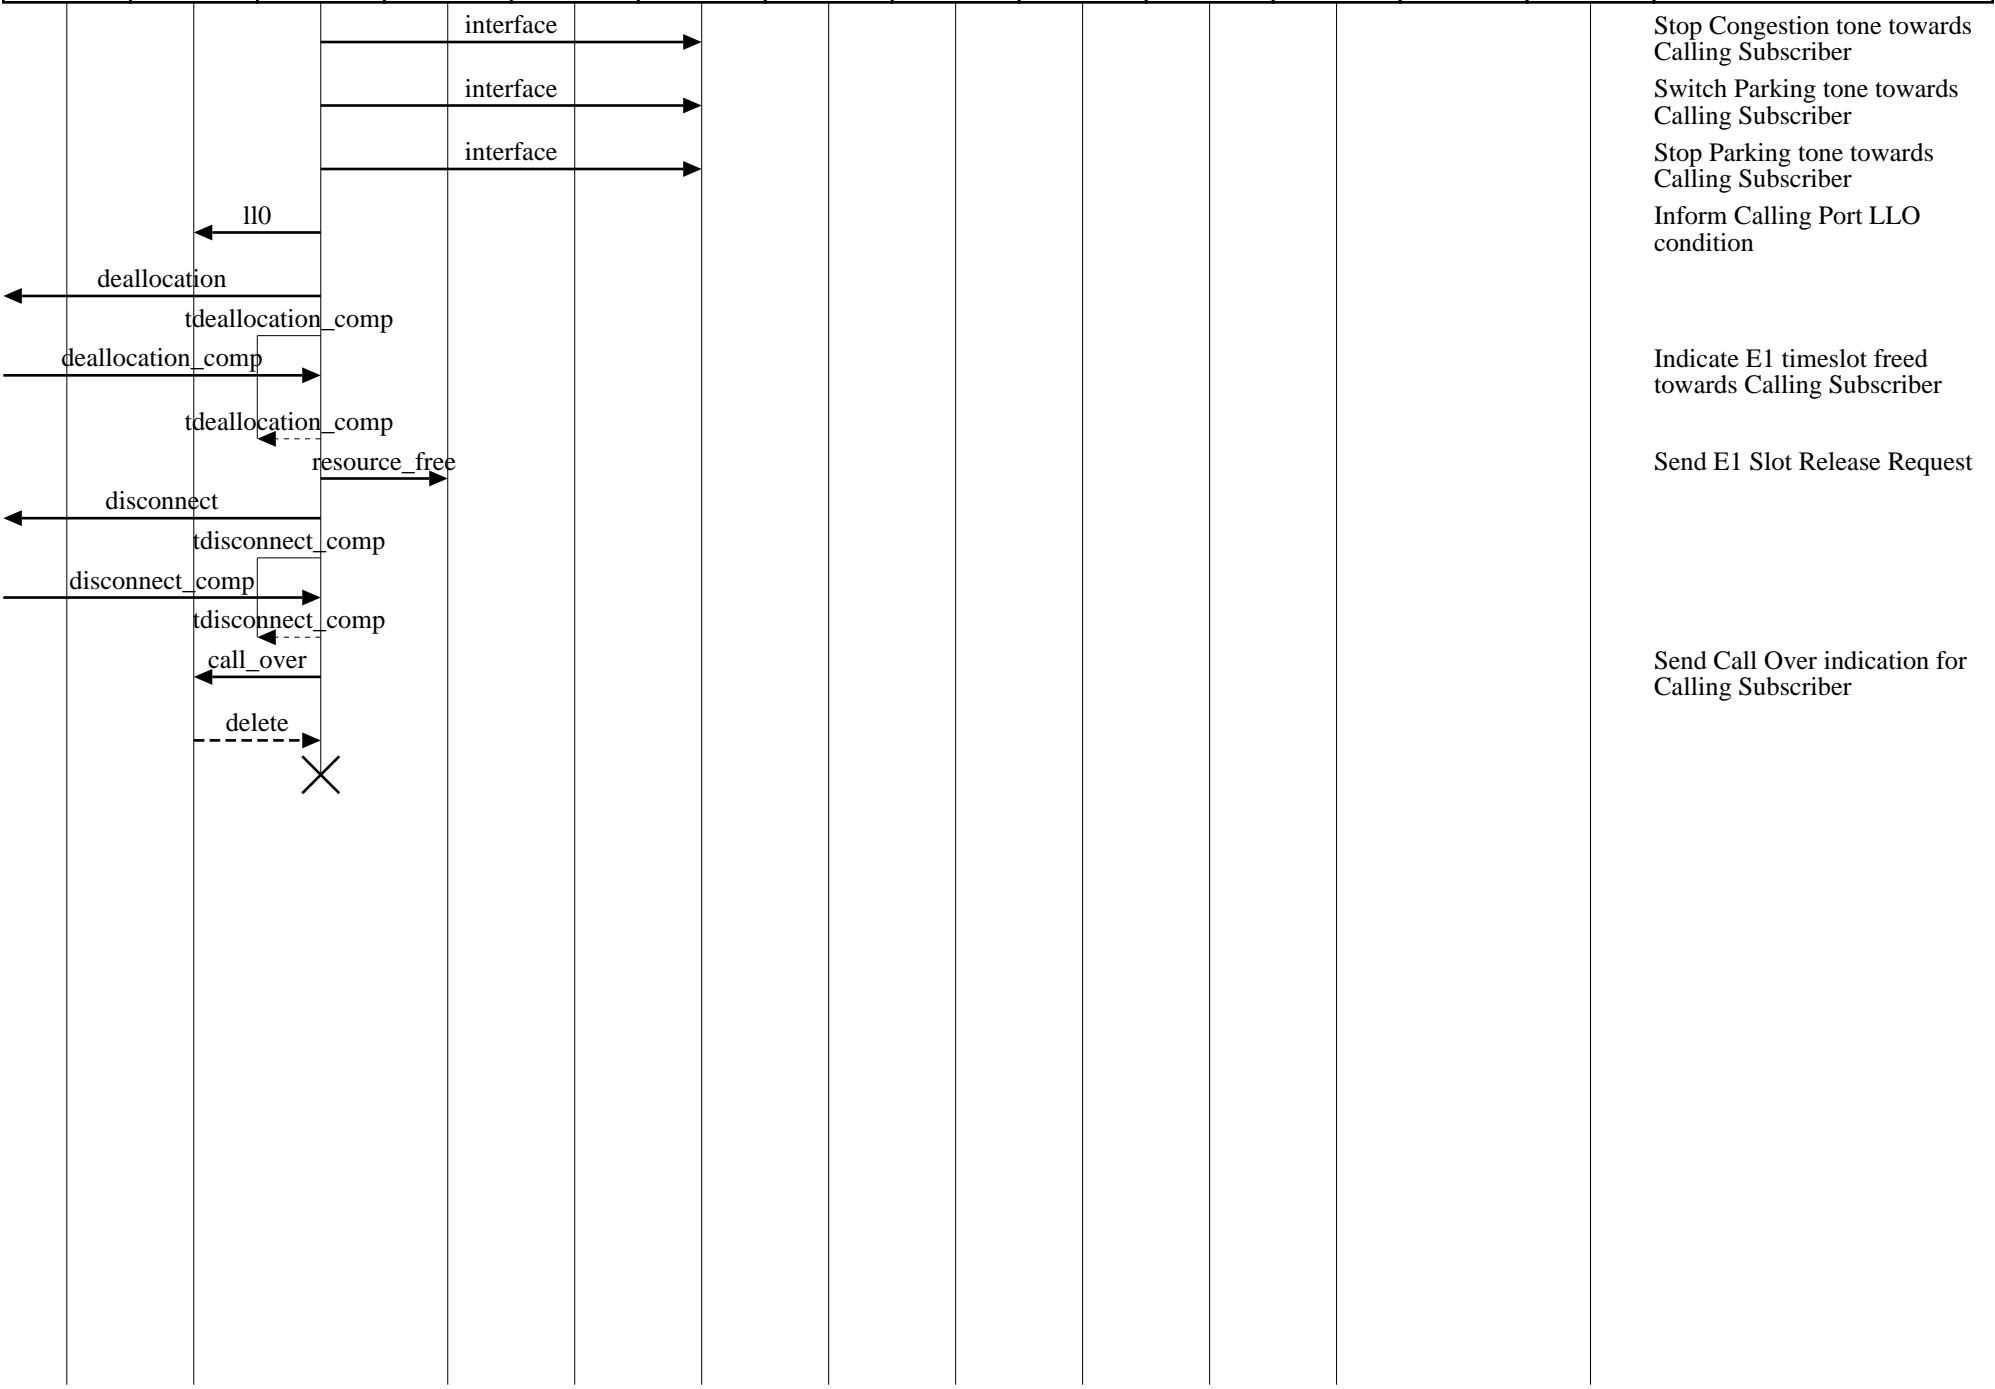 interface
Stop Congestion tone towards
Calling Subscriber
interface
Switch Parking tone towards
Calling Subscriber
interface
Stop Parking tone towards
Calling Subscriber
ll0
Inform Calling Port LLO
condition
deallocation
tdeallocation_comp
deallocation_comp
Indicate E1 timeslot freed
towards Calling Subscriber
tdeallocation_comp
resource_free
Send E1 Slot Release Request
disconnect
tdisconnect_comp
disconnect_comp
tdisconnect_comp
call_over
Send Call Over indication for
Calling Subscriber
delete